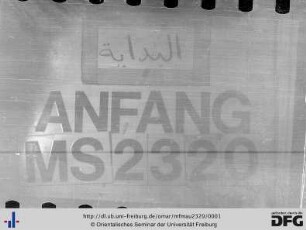 البداية
ANFANG
MS 2320
http://dl.ub.uni-freiburg.de/omar/mfmau2320/0001
© Orientalisches Seminar der Universität Freiburg
DFG